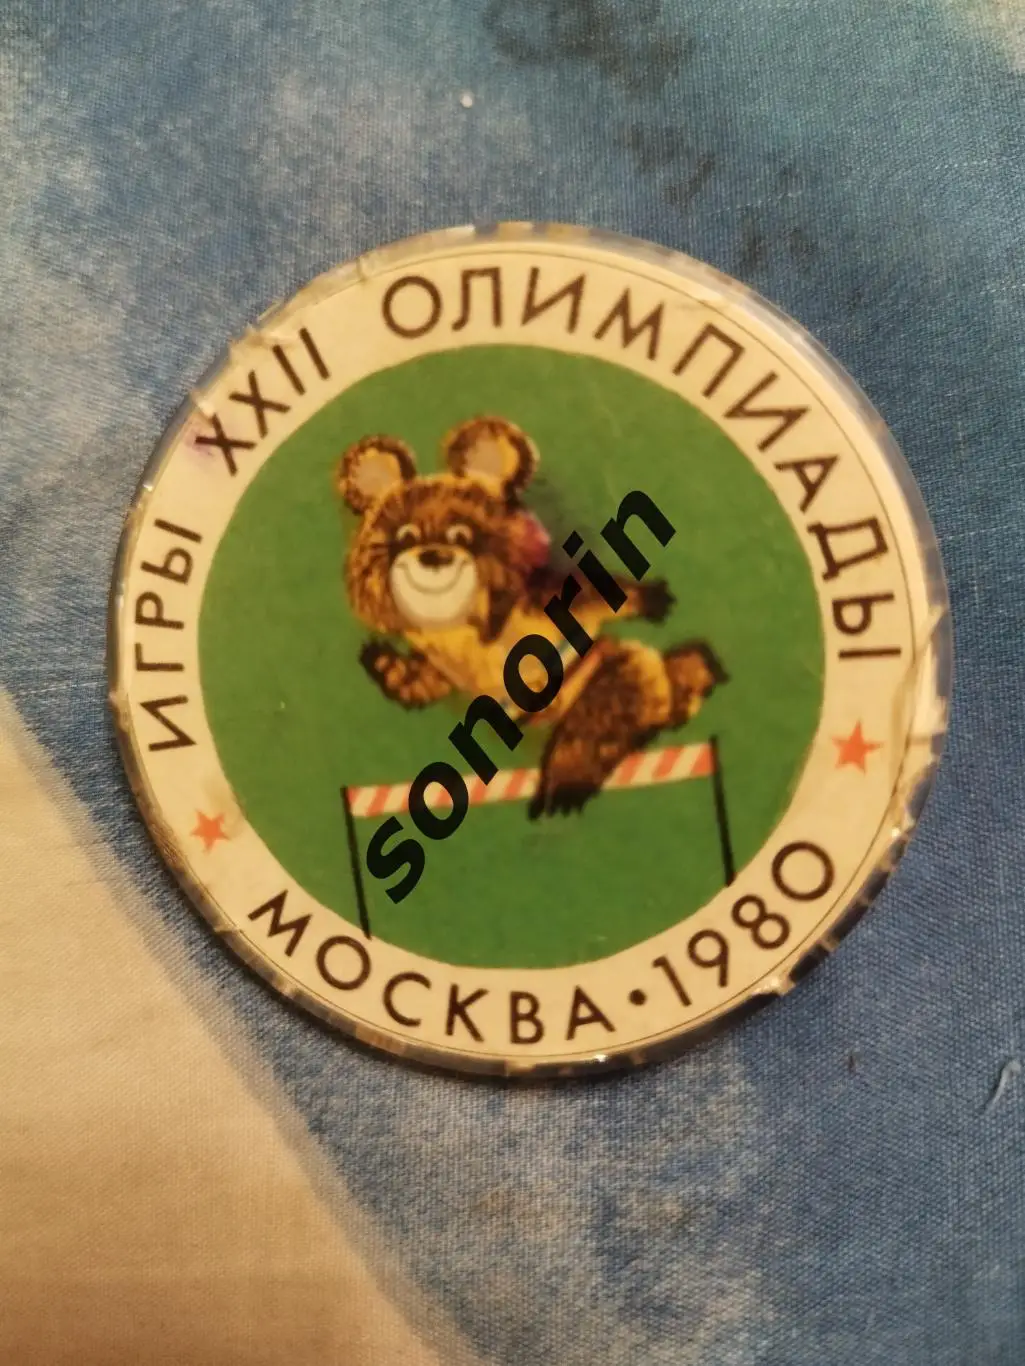 ИГРЫ XXII ОЛИМПИАДЫ
МОСКВА · 1980
sonorin